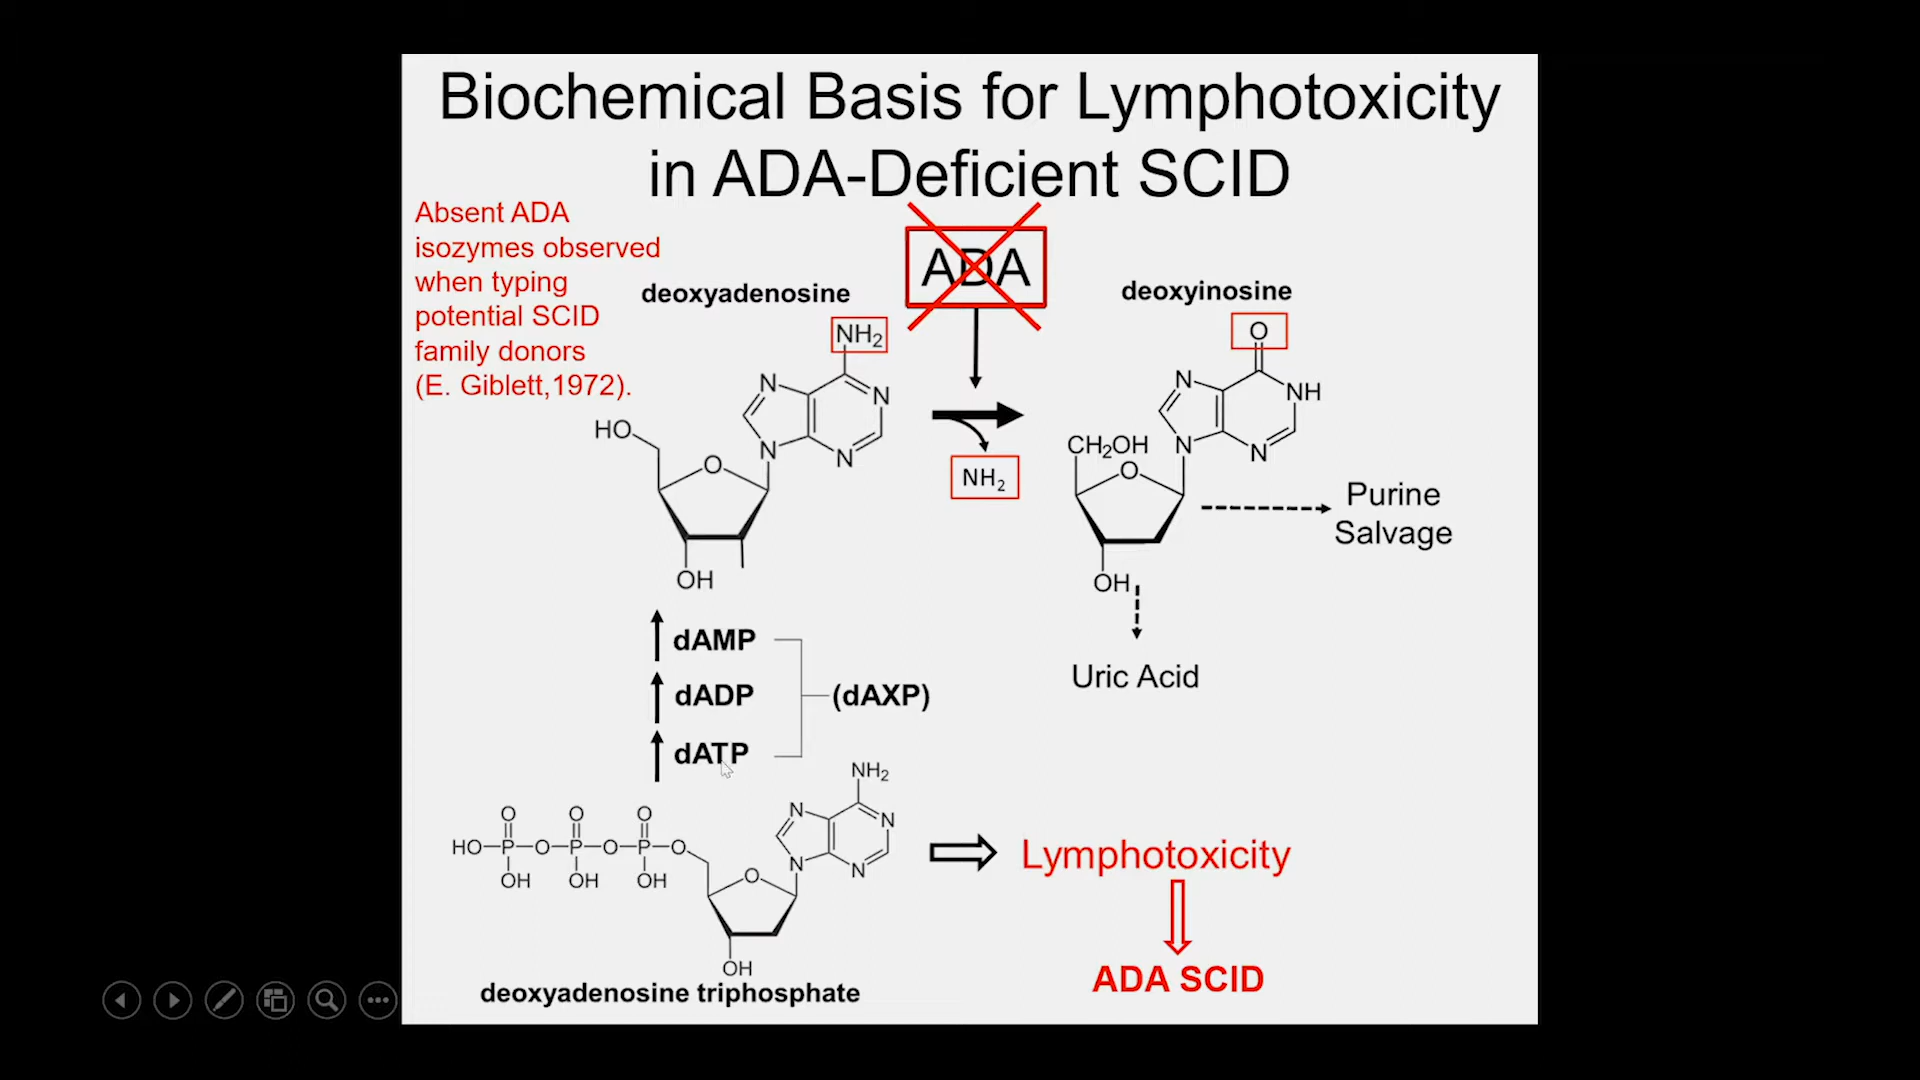 Biochemical Basis for Lymphotoxicity
in ADA-Deficient SCID
Absent ADA
isozymes observed
when typing
potential SCID
family donors
(E. Giblett,1972).
ADA
deoxyadenosine
deoxyinosine
NH2
O
N
N
N
N
HO
O
OH
NH2
N
NH
N
N
CH2OH
O
OH
Purine
Salvage
Uric Acid
dAMP
dADP
(dAXP)
dATP
NH2
N
N
N
N
O
O
O
HO
P
O
P
O
P
O
OH
OH
OH
O
OH
Lymphotoxicity
ADA SCID
deoxyadenosine triphosphate